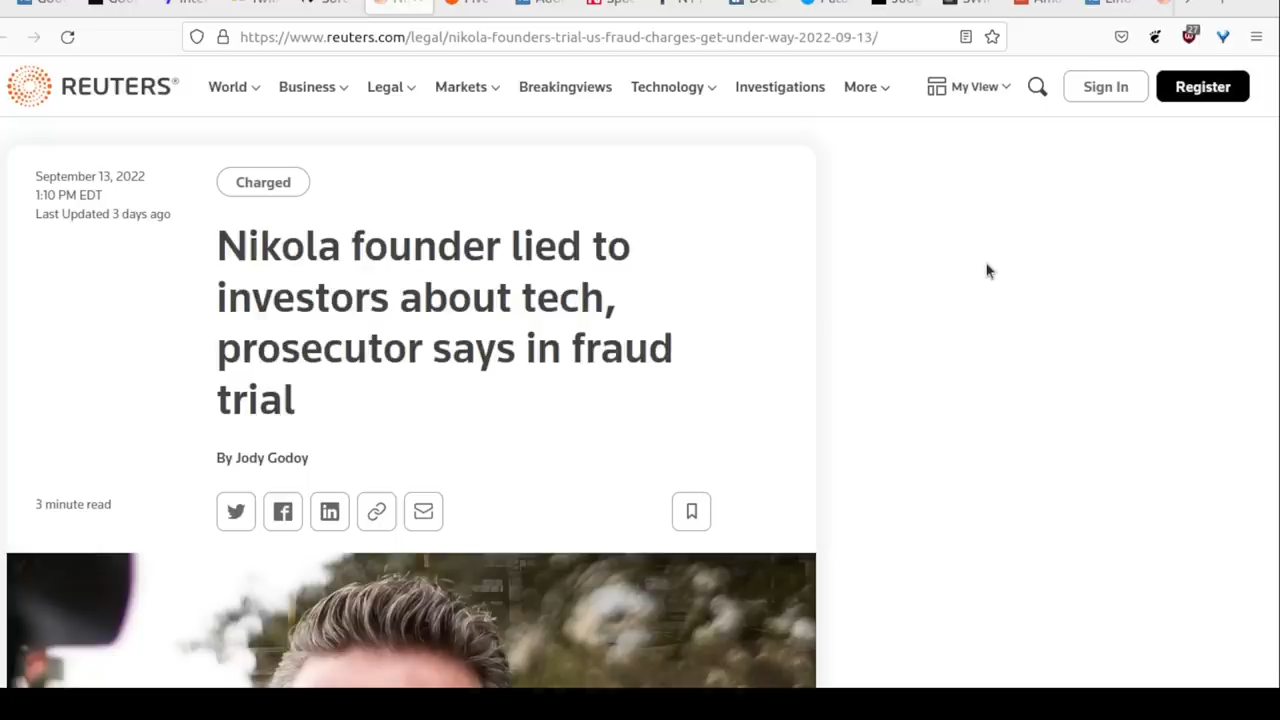 https://www.reuters.com/legal/nikola-founders-trial-us-fraud-charges-get-under-way-2022-09-13/
27
REUTERS®
World
Business
Legal
Markets
Breakingviews
Technology
Investigations
More
My View
Sign In
Register
September 13, 2022
1:10 PM EDT
Last Updated 3 days ago
Charged
Nikola founder lied to
investors about tech,
prosecutor says in fraud
trial
By Jody Godoy
3 minute read